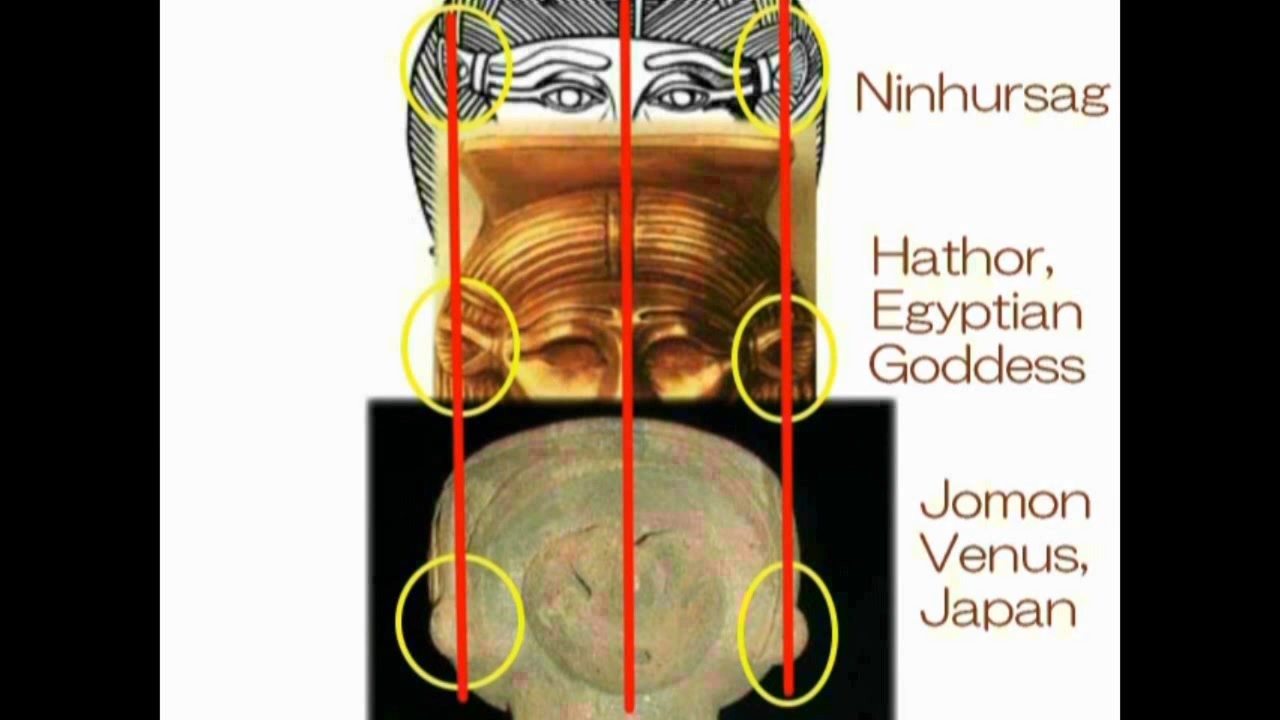 Ninhursag
Hathor,
Egyptian
Goddess
Jomon
Venus,
Japan